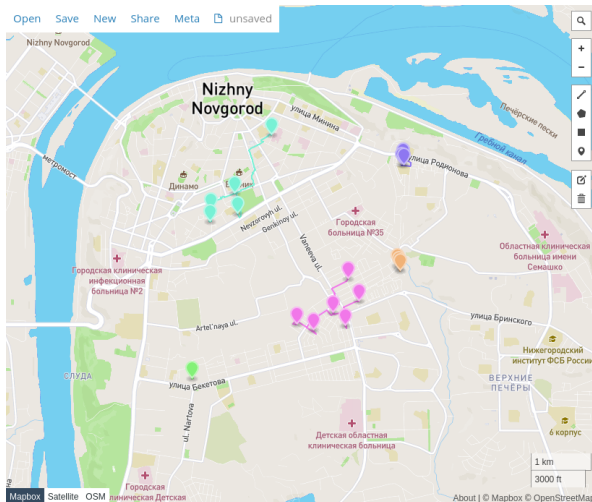 Open Save New Share Meta unsaved
Nizhny Novgorod
Nizhny
Novgorod
улица Минина
Печёрские пески
Гребной канал
метромост
улица Родионова
Динамо
Nevzorovyh ul.
Genkinoy ul.
Городская
больница №35
Vaneeva ul.
Областная клиническая
больница имени
Семашко
Городская клиническая
инфекционная
больница №2
улица Бринского
Artel'naya ul.
Нижегородский
институт ФСБ России
СЛУДА
улица Бекетова
ВЕРХНИЕ
ПЕЧЁРЫ
ul. Nartova
6 корпус
Детская областная
клиническая больница
1 km
3000 ft
Городская
Mapbox Satellite OSM
линическая Детская
About | © Mapbox © OpenStreetMap